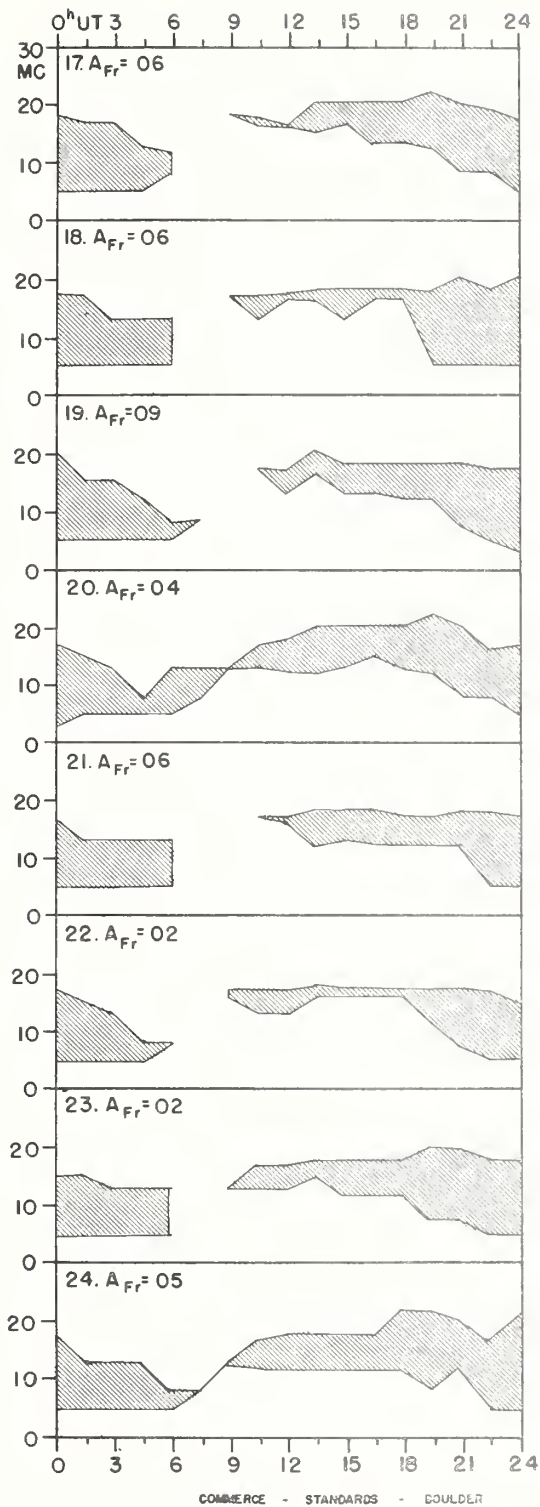 0ʰ UT 3 6 9 12 15 18 21 24
30
MC
17. A_Fr = 06
20
10
0
18. A_Fr = 06
20
10
0
19. A_Fr = 09
20
10
0
20. A_Fr = 04
20
10
0
21. A_Fr = 06
20
10
0
22. A_Fr = 02
20
10
0
23. A_Fr = 02
20
10
0
24. A_Fr = 05
20
10
0
0 3 6 9 12 15 18 21 24
COMMERCE - STANDARDS - BOULDER